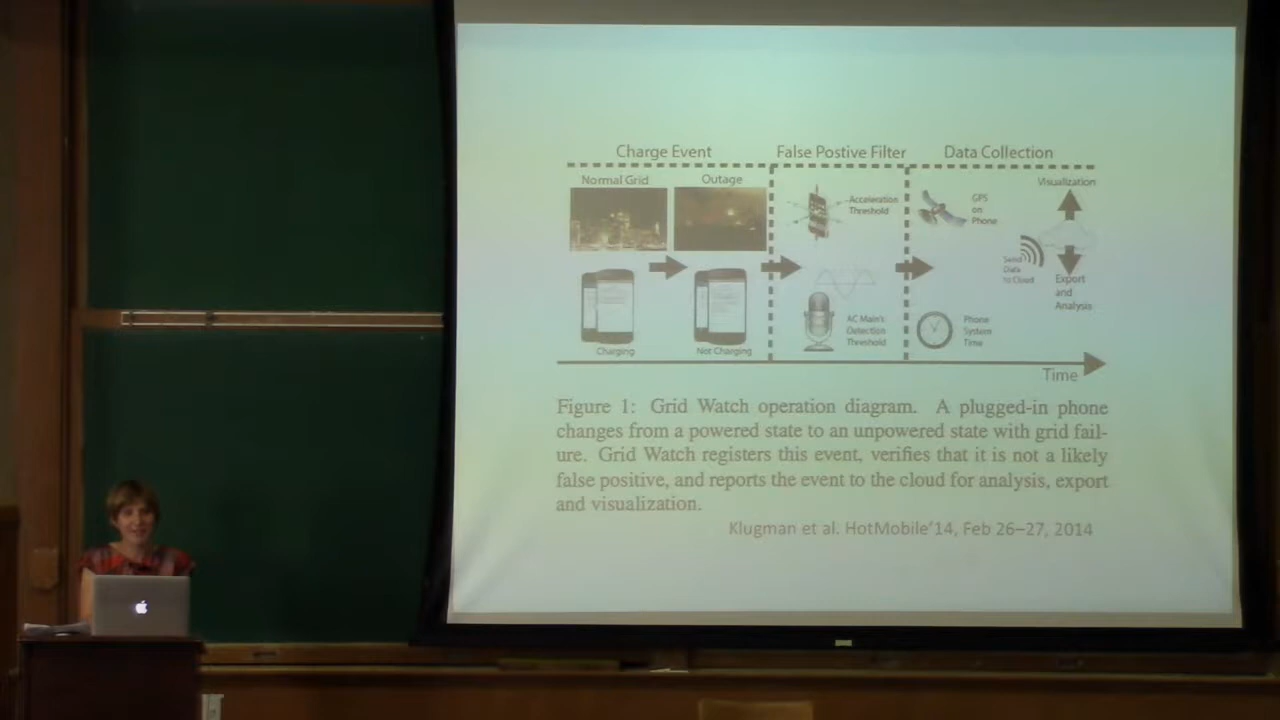 Charge Event
False Postive Filter
Data Collection
Normal Grid
Outage
Acceleration
Threshold
GPS
on
Phone
Visualization
Send
Data
to Cloud
Export
and
Analysis
AC Main's
Detection
Threshold
Phone
System
Time
Charging
Not Charging
Time
Figure 1: Grid Watch operation diagram. A plugged-in phone
changes from a powered state to an unpowered state with grid fail-
ure. Grid Watch registers this event, verifies that it is not a likely
false positive, and reports the event to the cloud for analysis, export
and visualization.
Klugman et al. HotMobile'14, Feb 26–27, 2014